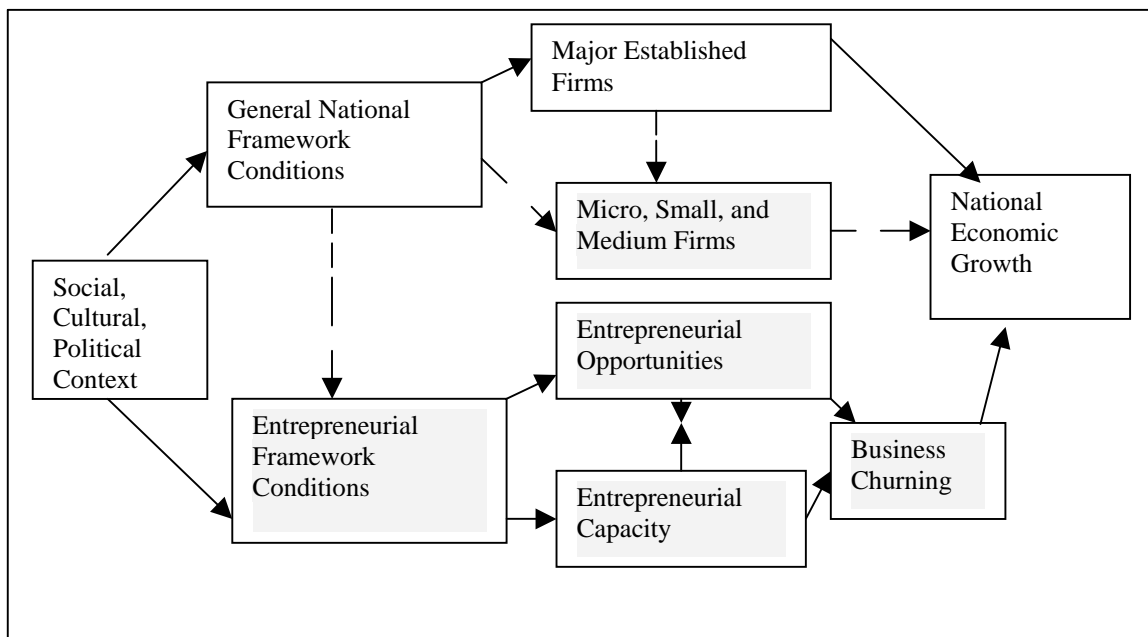 Major Established
Firms
General National
Framework
Conditions
Micro, Small, and
Medium Firms
National
Economic
Growth
Social,
Cultural,
Political
Context
Entrepreneurial
Opportunities
Entrepreneurial
Framework
Conditions
Business
Churning
Entrepreneurial
Capacity